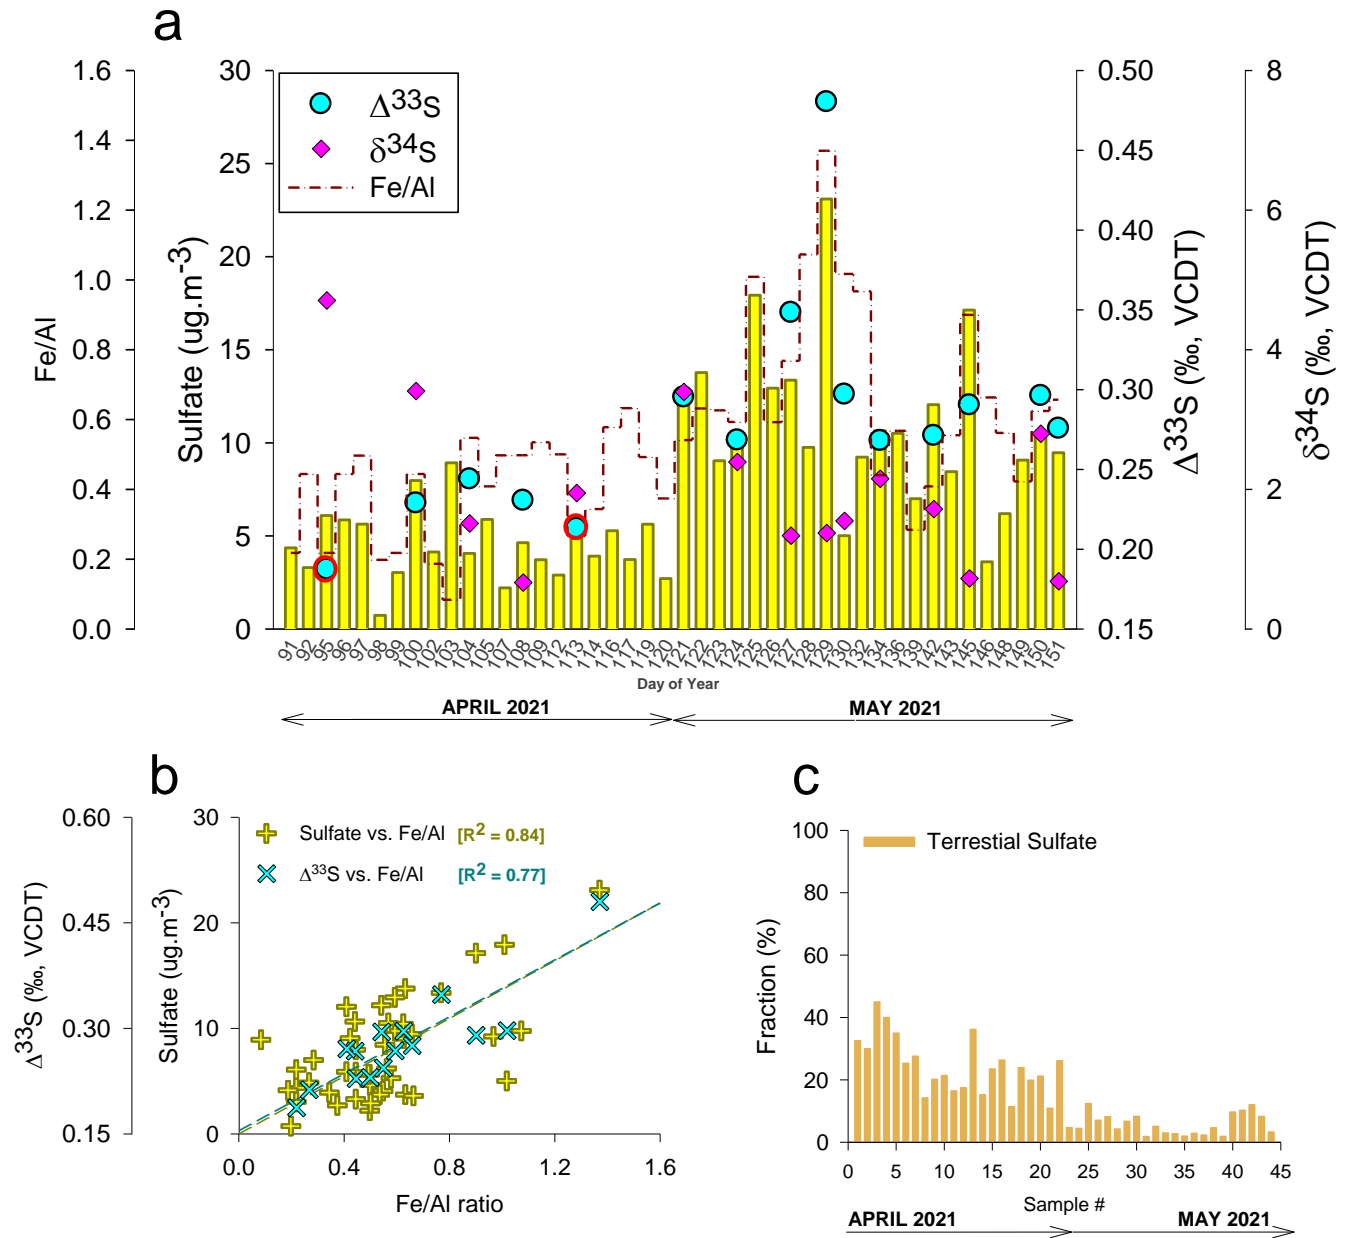 a
1.6
1.4
1.2
1.0
0.8
0.6
0.4
0.2
0.0
Fe/Al
30
25
20
15
10
5
0
Sulfate (ug.m-3)
Δ33S
δ34S
Fe/Al
0.50
0.45
0.40
0.35
0.30
0.25
0.20
0.15
Δ33S (‰, VCDT)
8
6
4
2
0
δ34S (‰, VCDT)
91 92 95 96 97 98 99 100 102 103 104 105 107 108 109 112 113 114 116 117 119 120 121 122 123 124 125 126 127 128 129 130 132 134 136 139 142 143 145 146 148 149 150 151
Day of Year
APRIL 2021 MAY 2021
b
0.60
0.45
0.30
0.15
Δ33S (‰, VCDT)
30
20
10
0
Sulfate (ug.m-3)
Sulfate vs. Fe/Al [R2 = 0.84]
Δ33S vs. Fe/Al [R2 = 0.77]
0.0 0.4 0.8 1.2 1.6
Fe/Al ratio
c
100
80
60
40
20
0
Fraction (%)
Terrestial Sulfate
0 5 10 15 20 25 30 35 40 45
Sample #
APRIL 2021 MAY 2021